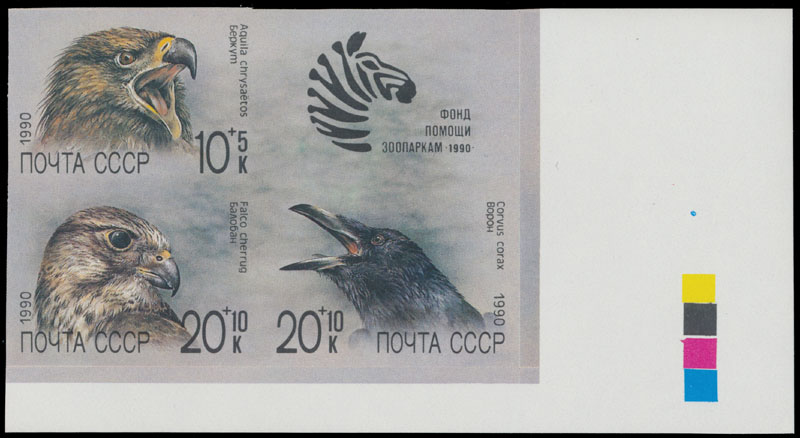 Aquila chrysaëtos
Беркут
1990
10+5 К
ПОЧТА СССР
ФОНД
ПОМОЩИ
ЗООПАРКАМ · 1990 ·
Falco cherrug
Балобан
1990
20+10 К
ПОЧТА СССР
Corvus corax
Ворон
1990
20+10 К
ПОЧТА СССР